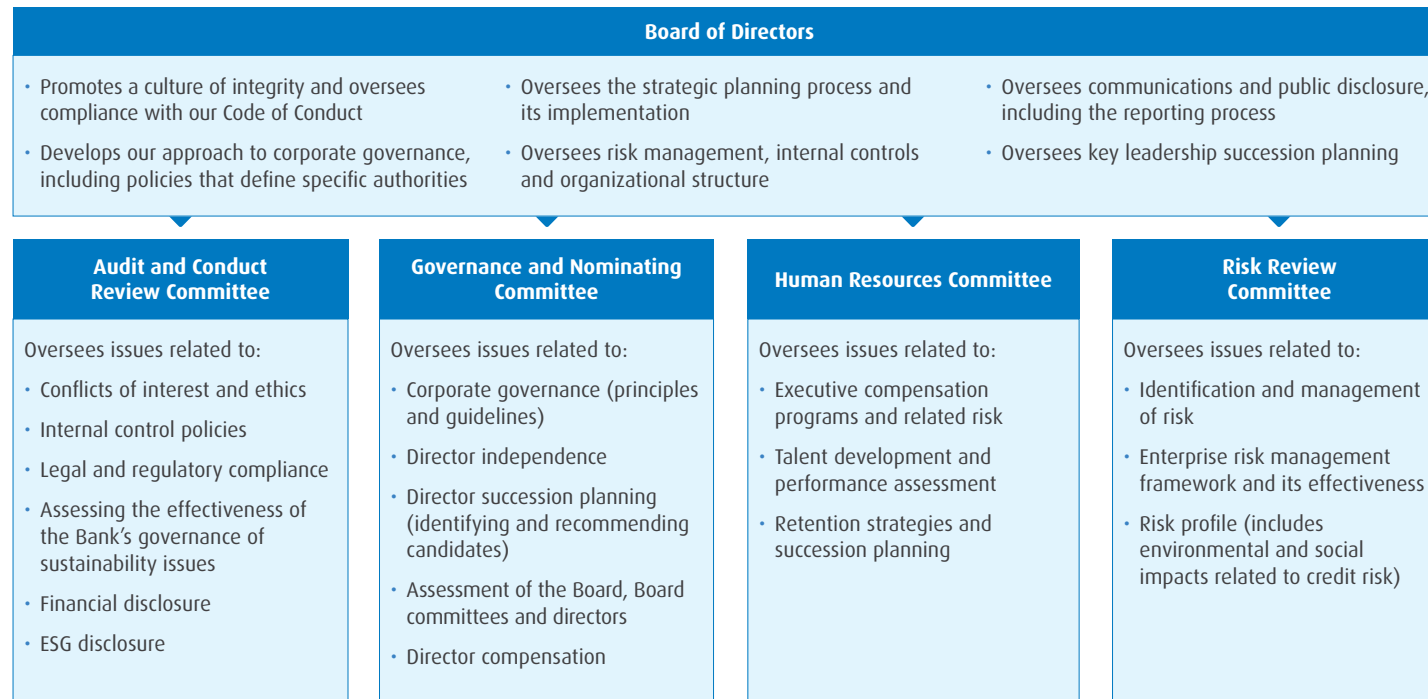 Board of Directors
• Promotes a culture of integrity and oversees
compliance with our Code of Conduct
• Develops our approach to corporate governance,
including policies that define specific authorities
• Oversees the strategic planning process and
its implementation
• Oversees risk management, internal controls
and organizational structure
• Oversees communications and public disclosure,
including the reporting process
• Oversees key leadership succession planning
Audit and Conduct
Review Committee
Oversees issues related to:
• Conflicts of interest and ethics
• Internal control policies
• Legal and regulatory compliance
• Assessing the effectiveness of
the Bank's governance of
sustainability issues
• Financial disclosure
• ESG disclosure
Governance and Nominating
Committee
Oversees issues related to:
• Corporate governance (principles
and guidelines)
• Director independence
• Director succession planning
(identifying and recommending
candidates)
• Assessment of the Board, Board
committees and directors
• Director compensation
Human Resources Committee
Oversees issues related to:
• Executive compensation
programs and related risk
• Talent development and
performance assessment
• Retention strategies and
succession planning
Risk Review
Committee
Oversees issues related to:
• Identification and management
of risk
• Enterprise risk management
framework and its effectiveness
• Risk profile (includes
environmental and social
impacts related to credit risk)